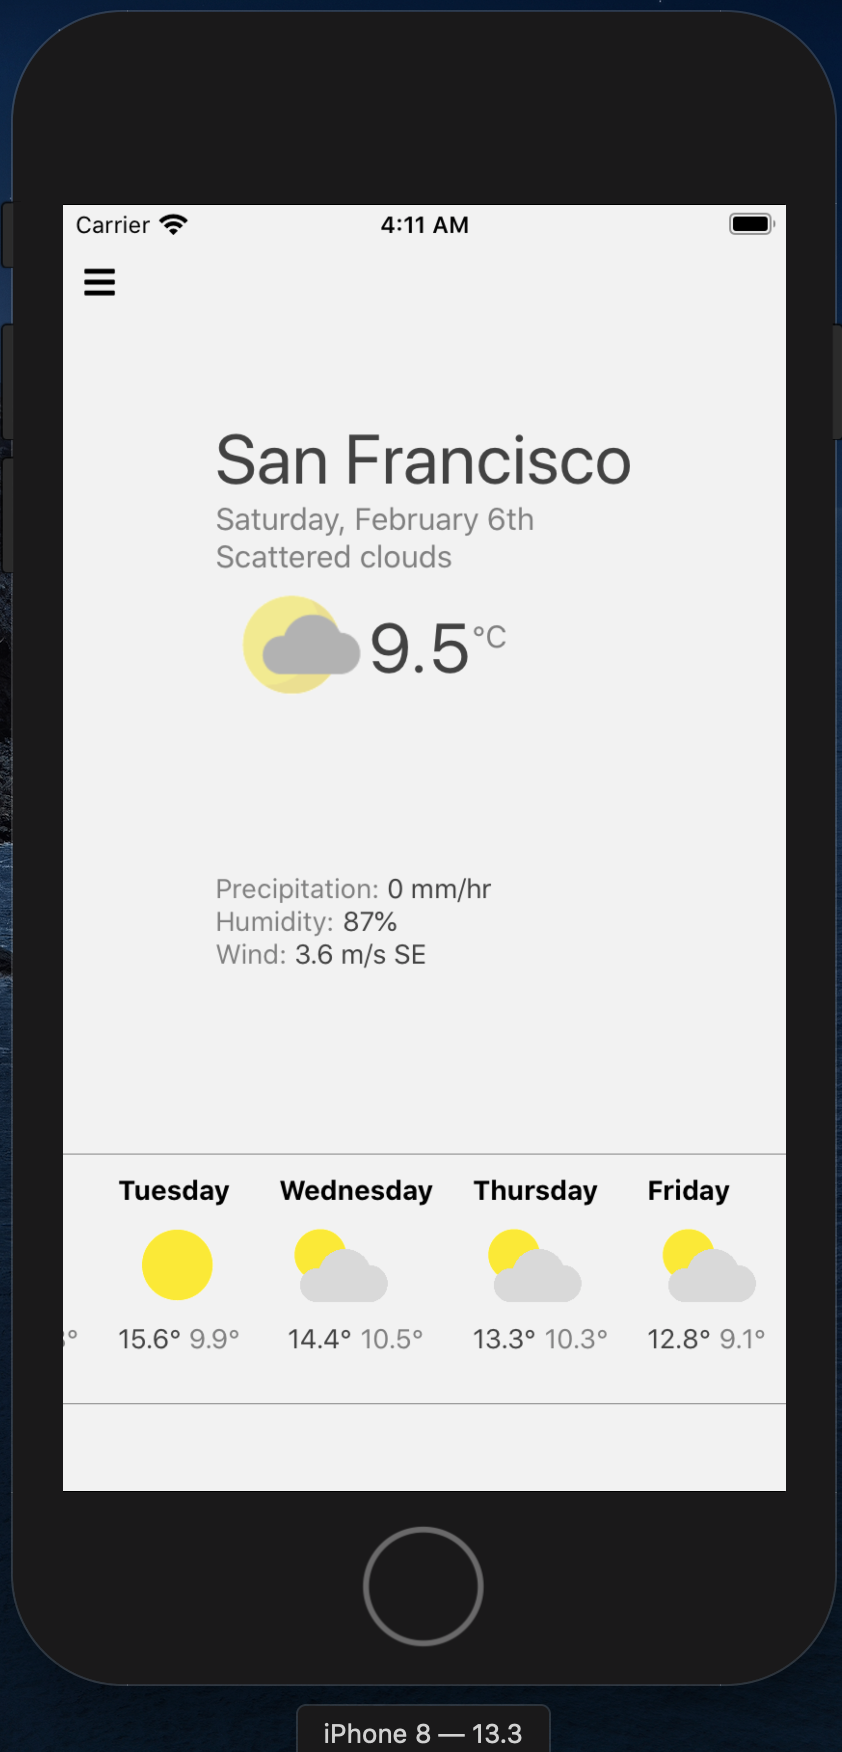 Carrier 4:11 AM
San Francisco
Saturday, February 6th
Scattered clouds
9.5 °C
Precipitation: 0 mm/hr
Humidity: 87%
Wind: 3.6 m/s SE
Tuesday Wednesday Thursday Friday
15.6° 9.9° 14.4° 10.5° 13.3° 10.3° 12.8° 9.1°
iPhone 8 — 13.3